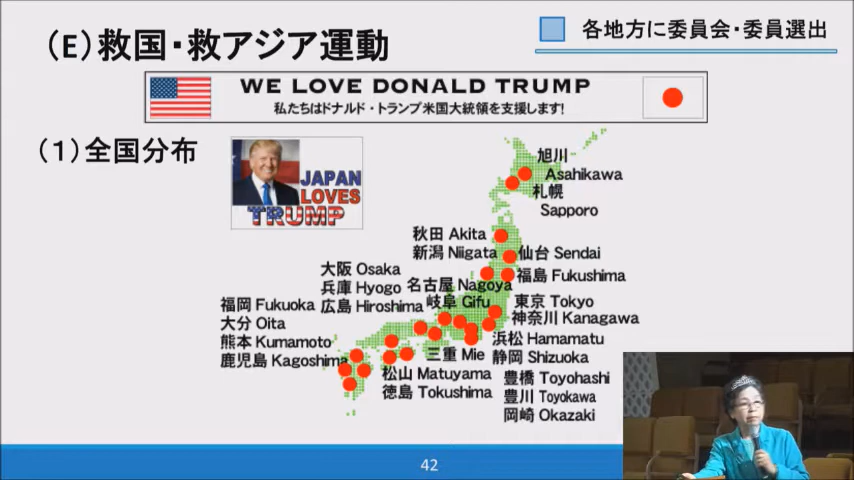 各地方に委員会・委員選出
（E）救国・救アジア運動
WE LOVE DONALD TRUMP
私たちはドナルド・トランプ米国大統領を支援します!
（1）全国分布
JAPAN
LOVES
TRUMP
旭川
Asahikawa
札幌
Sapporo
秋田 Akita
新潟 Niigata
仙台 Sendai
福島 Fukushima
大阪 Osaka
兵庫 Hyogo
広島 Hiroshima
名古屋 Nagoya
岐阜 Gifu
東京 Tokyo
神奈川 Kanagawa
福岡 Fukuoka
大分 Oita
熊本 Kumamoto
鹿児島 Kagoshima
三重 Mie
松山 Matuyama
徳島 Tokushima
浜松 Hamamatu
静岡 Shizuoka
豊橋 Toyohashi
豊川 Toyokawa
岡崎 Okazaki
42